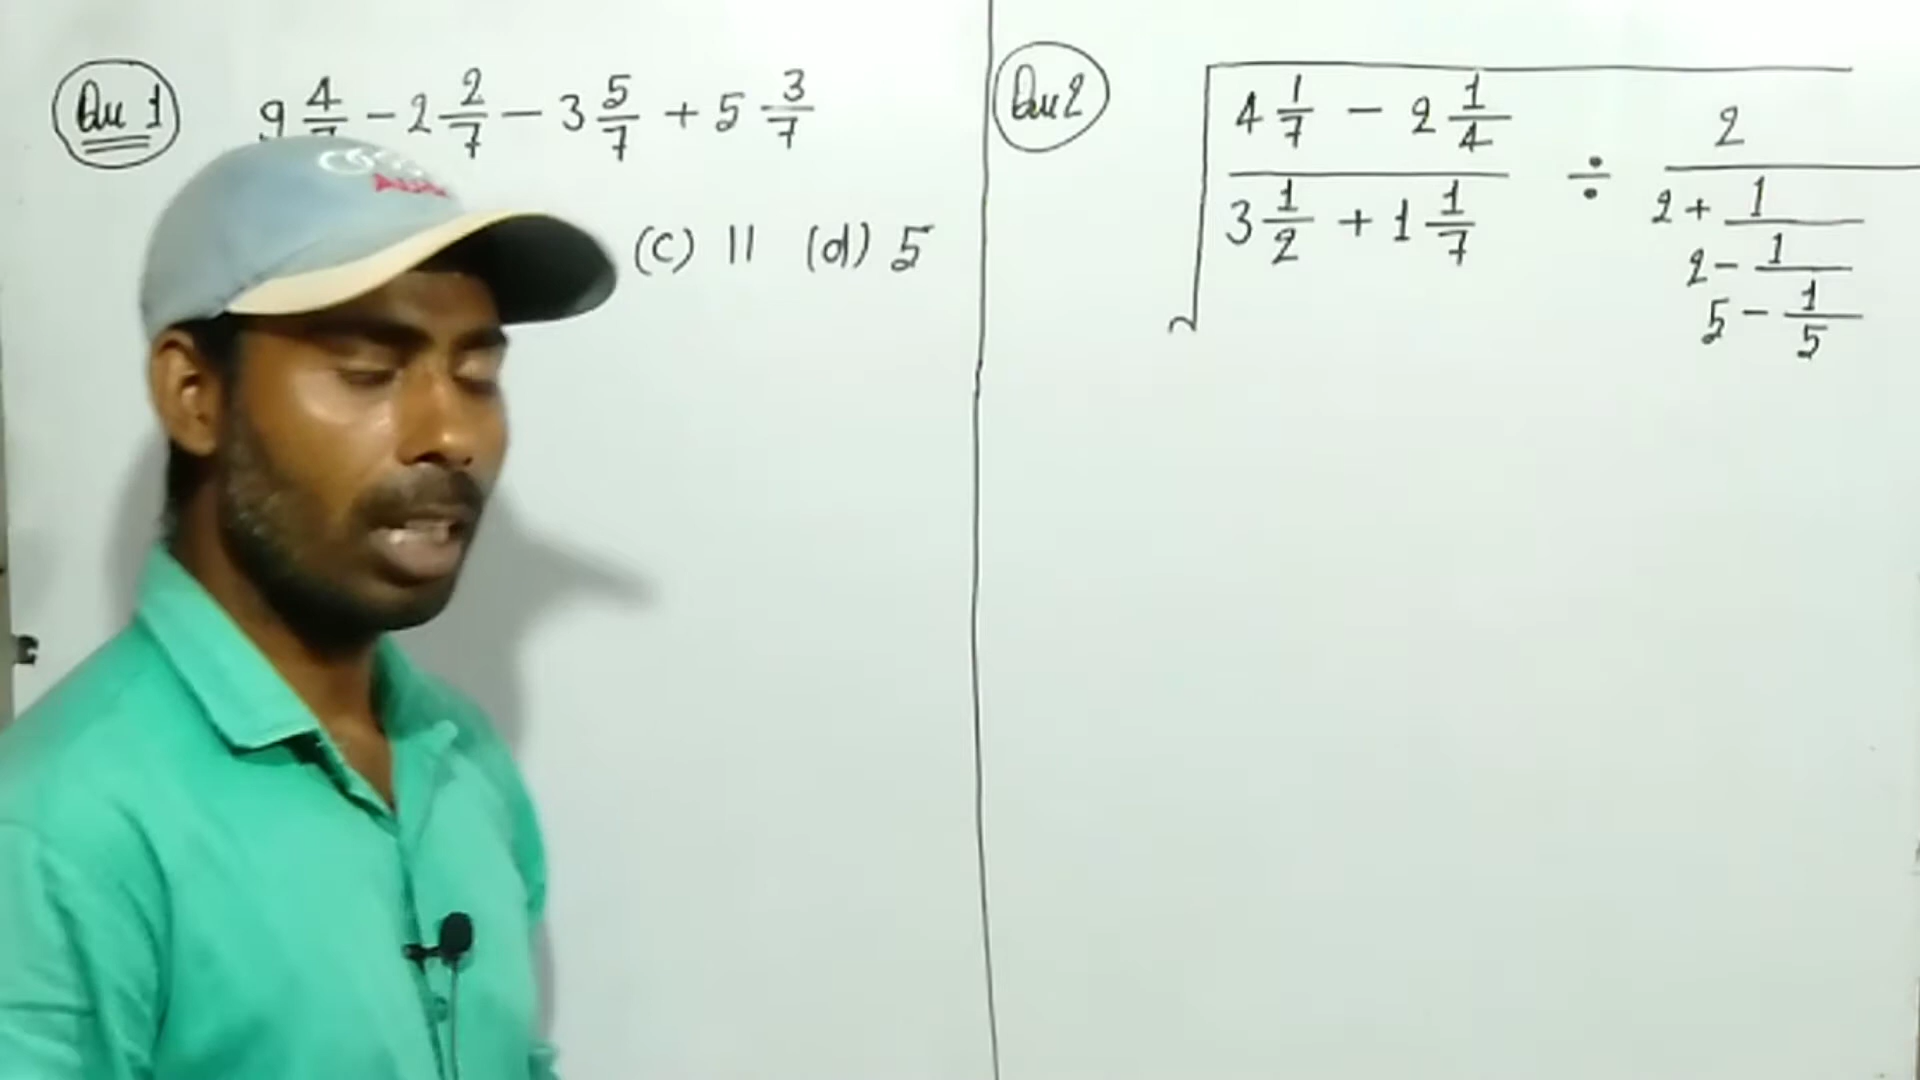 Qu 1
9 4/7 - 2 2/7 - 3 5/7 + 5 3/7
(c) 11 (d) 5
Qu 2
√ 4 1/7 - 2 1/4 / 3 1/2 + 1 1/7 ÷ 2 / 2 + 1 / 2 - 1 / 5 - 1/5